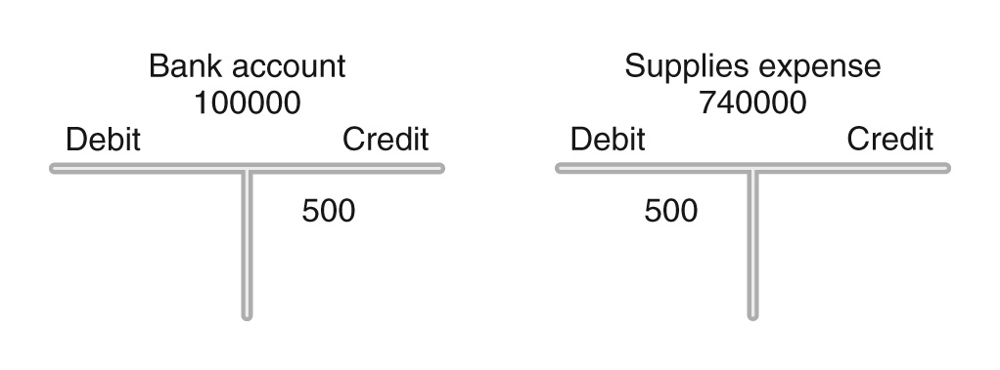 Bank account
100000
Debit Credit
500
Supplies expense
740000
Debit Credit
500